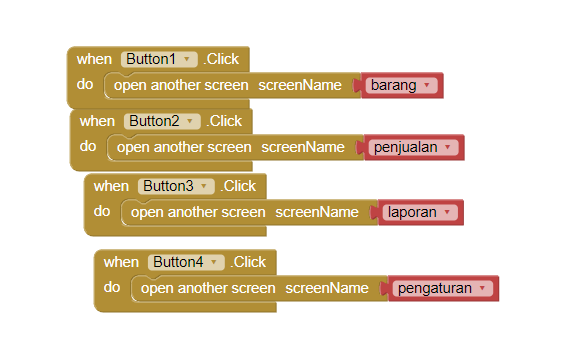 when Button1 .Click
do open another screen screenName barang
when Button2 .Click
do open another screen screenName penjualan
when Button3 .Click
do open another screen screenName laporan
when Button4 .Click
do open another screen screenName pengaturan